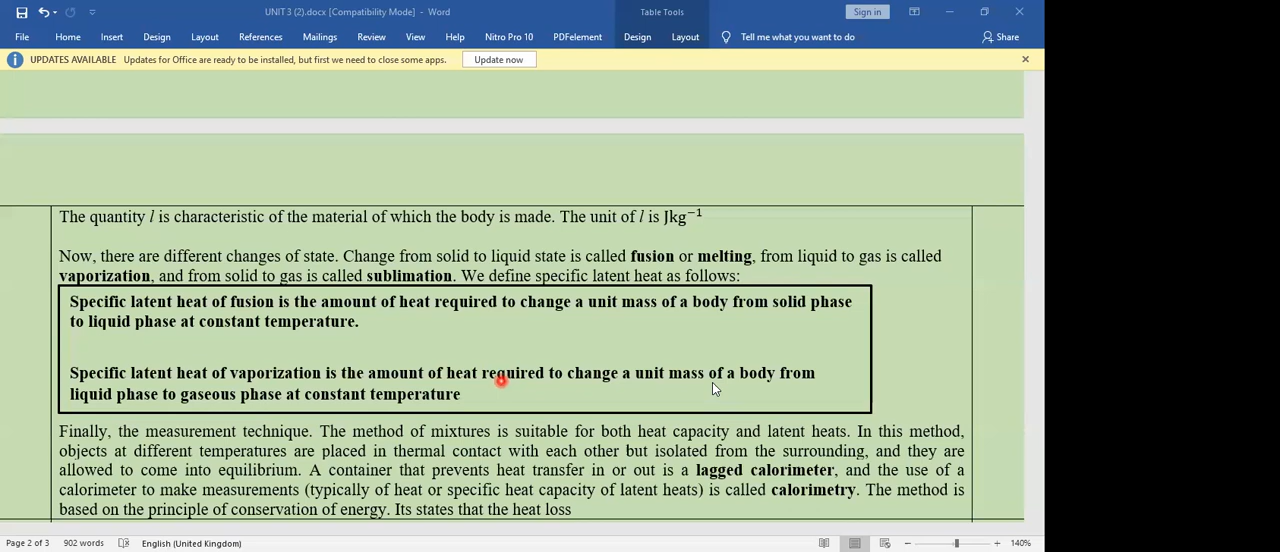 UNIT 3 (2).docx [Compatibility Mode] - Word
Table Tools
Sign in
File Home Insert Design Layout References Mailings Review View Help Nitro Pro 10 PDFelement Design Layout Tell me what you want to do Share
UPDATES AVAILABLE Updates for Office are ready to be installed, but first we need to close some apps. Update now
The quantity l is characteristic of the material of which the body is made. The unit of l is Jkg⁻¹
Now, there are different changes of state. Change from solid to liquid state is called fusion or melting, from liquid to gas is called
vaporization, and from solid to gas is called sublimation. We define specific latent heat as follows:
Specific latent heat of fusion is the amount of heat required to change a unit mass of a body from solid phase
to liquid phase at constant temperature.
Specific latent heat of vaporization is the amount of heat required to change a unit mass of a body from
liquid phase to gaseous phase at constant temperature
Finally, the measurement technique. The method of mixtures is suitable for both heat capacity and latent heats. In this method,
objects at different temperatures are placed in thermal contact with each other but isolated from the surrounding, and they are
allowed to come into equilibrium. A container that prevents heat transfer in or out is a lagged calorimeter, and the use of a
calorimeter to make measurements (typically of heat or specific heat capacity of latent heats) is called calorimetry. The method is
based on the principle of conservation of energy. Its states that the heat loss
Page 2 of 3 902 words English (United Kingdom) 140%